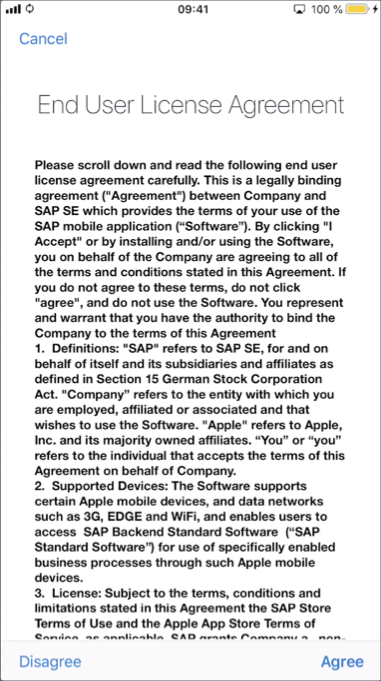 09:41
100 %
Cancel
End User License Agreement
Please scroll down and read the following end user
license agreement carefully. This is a legally binding
agreement ("Agreement") between Company and
SAP SE which provides the terms of your use of the
SAP mobile application (“Software”). By clicking "I
Accept" or by installing and/or using the Software,
you on behalf of the Company are agreeing to all of
the terms and conditions stated in this Agreement. If
you do not agree to these terms, do not click
"agree", and do not use the Software. You represent
and warrant that you have the authority to bind the
Company to the terms of this Agreement
1.  Definitions: "SAP" refers to SAP SE, for and on
behalf of itself and its subsidiaries and affiliates as
defined in Section 15 German Stock Corporation
Act. "Company” refers to the entity with which you
are employed, affiliated or associated and that
wishes to use the Software. "Apple" refers to Apple,
Inc. and its majority owned affiliates. “You” or “you”
refers to the individual that accepts the terms of this
Agreement on behalf of Company.
2.  Supported Devices: The Software supports
certain Apple mobile devices, and data networks
such as 3G, EDGE and WiFi, and enables users to
access  SAP Backend Standard Software  (“SAP
Standard Software”) for use of specifically enabled
business processes through such Apple mobile
devices.
3.  License: Subject to the terms, conditions and
limitations stated in this Agreement the SAP Store
Terms of Use and the Apple App Store Terms of
Service, as applicable, SAP grants Company a  non-
Disagree
Agree